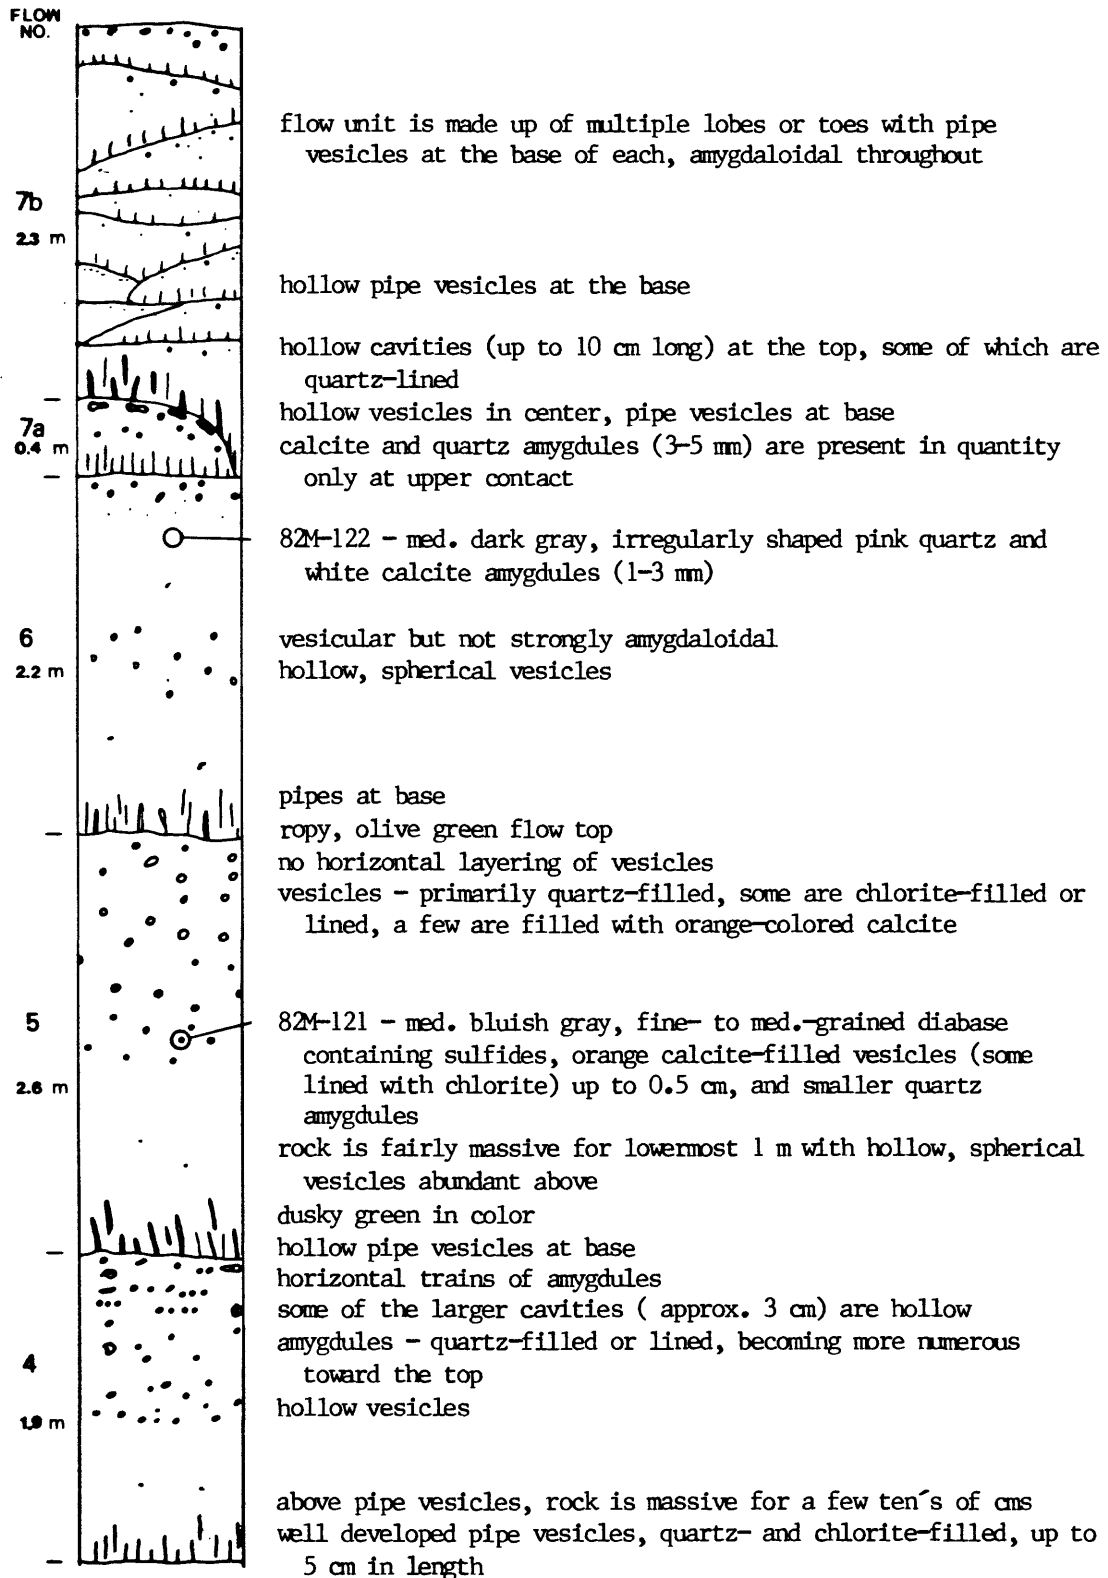 FLOW
NO.
flow unit is made up of multiple lobes or toes with pipe
vesicles at the base of each, amygdaloidal throughout
7b
2.3 m
hollow pipe vesicles at the base
hollow cavities (up to 10 cm long) at the top, some of which are
quartz-lined
hollow vesicles in center, pipe vesicles at base
7a
0.4 m
calcite and quartz amygdules (3-5 mm) are present in quantity
only at upper contact
82M-122 - med. dark gray, irregularly shaped pink quartz and
white calcite amygdules (1-3 mm)
6
vesicular but not strongly amygdaloidal
2.2 m
hollow, spherical vesicles
pipes at base
ropy, olive green flow top
no horizontal layering of vesicles
vesicles - primarily quartz-filled, some are chlorite-filled or
lined, a few are filled with orange-colored calcite
5
82M-121 - med. bluish gray, fine- to med.-grained diabase
containing sulfides, orange calcite-filled vesicles (some
2.6 m
lined with chlorite) up to 0.5 cm, and smaller quartz
amygdules
rock is fairly massive for lowermost 1 m with hollow, spherical
vesicles abundant above
dusky green in color
hollow pipe vesicles at base
horizontal trains of amygdules
some of the larger cavities ( approx. 3 cm) are hollow
amygdules - quartz-filled or lined, becoming more numerous
4
toward the top
1.9 m
hollow vesicles
above pipe vesicles, rock is massive for a few ten's of cms
well developed pipe vesicles, quartz- and chlorite-filled, up to
5 cm in length